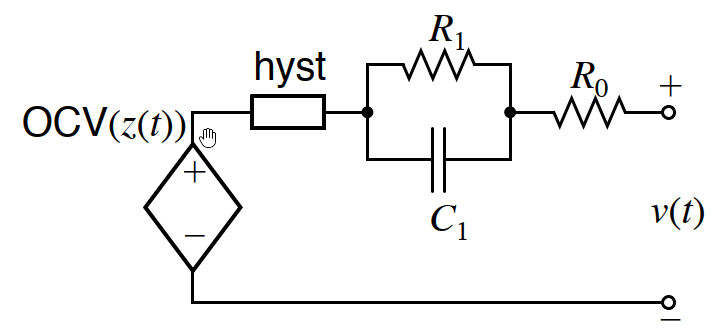 R₁
hyst
R₀
+
OCV(z(t))
+
v(t)
−
C₁
−